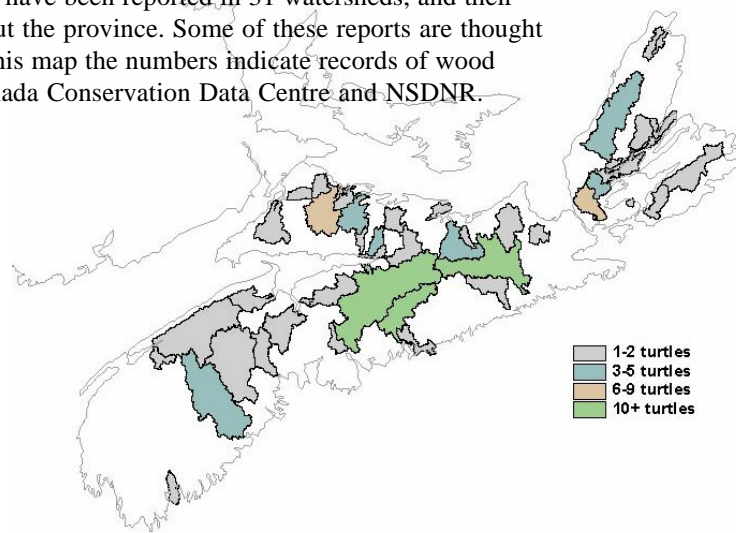 have been reported in 31 watersheds, and then
ut the province. Some of these reports are thought
his map the numbers indicate records of wood
lada Conservation Data Centre and NSDNR.
1-2 turtles
3-5 turtles
6-9 turtles
10+ turtles